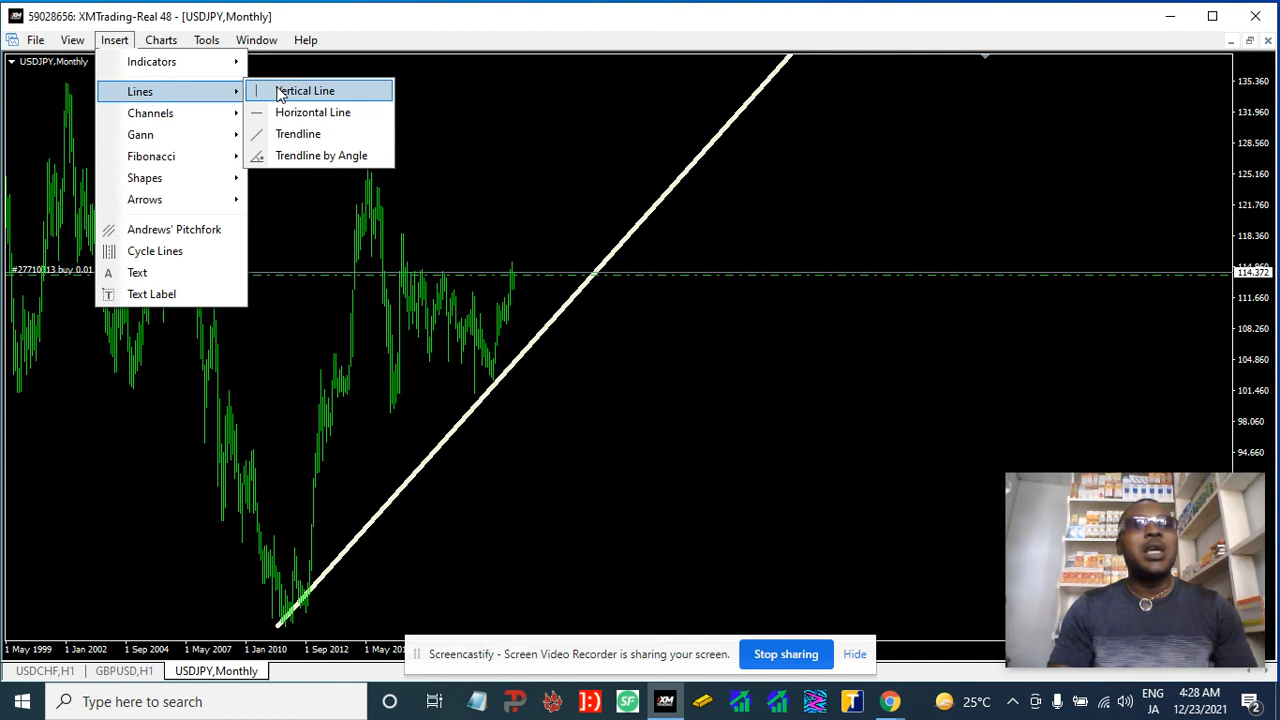 59028656: XMTrading-Real 48 - [USDJPY,Monthly]
File View Insert Charts Tools Window Help
USDJPY,Monthly
Indicators
Lines
Channels
Gann
Fibonacci
Shapes
Arrows
Andrews' Pitchfork
Cycle Lines
Text
Text Label
Vertical Line
Horizontal Line
Trendline
Trendline by Angle
buy 0.01
135.360
131.960
128.560
125.160
121.760
118.360
114.372
111.660
108.260
104.860
101.460
98.060
94.660
1 May 1999 1 Jan 2002 1 Sep 2004 1 May 2007 1 Jan 2010 1 Sep 2012
Screencastify - Screen Video Recorder is sharing your screen. Stop sharing Hide
USDCHF,H1 GBPUSD,H1 USDJPY,Monthly
Type here to search
25°C
ENG
JA
4:28 AM
12/23/2021
2